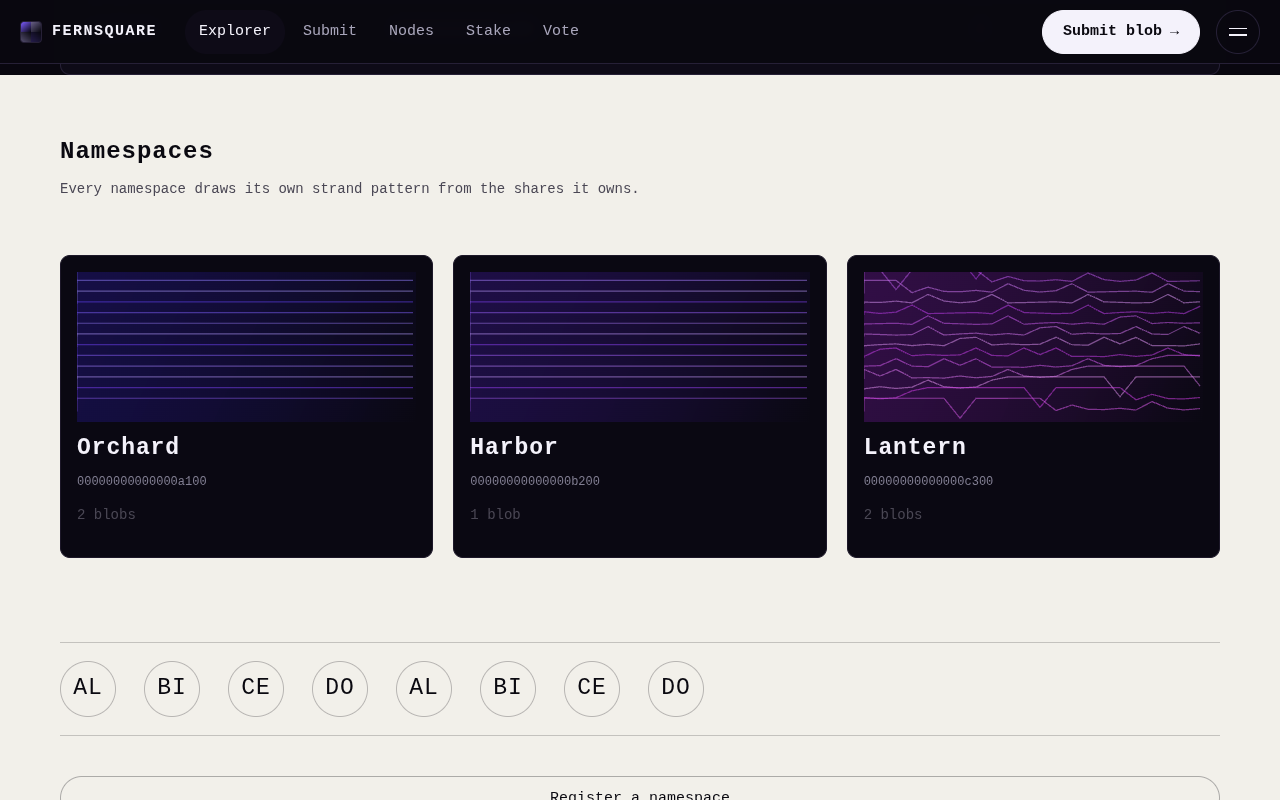 FERNSQUARE
Explorer
Submit
Nodes
Stake
Vote
Submit blob →
Namespaces
Every namespace draws its own strand pattern from the shares it owns.
Orchard
00000000000000a100
2 blobs
Harbor
00000000000000b200
1 blob
Lantern
00000000000000c300
2 blobs
AL BI CE DO AL BI CE DO
Register a namespace